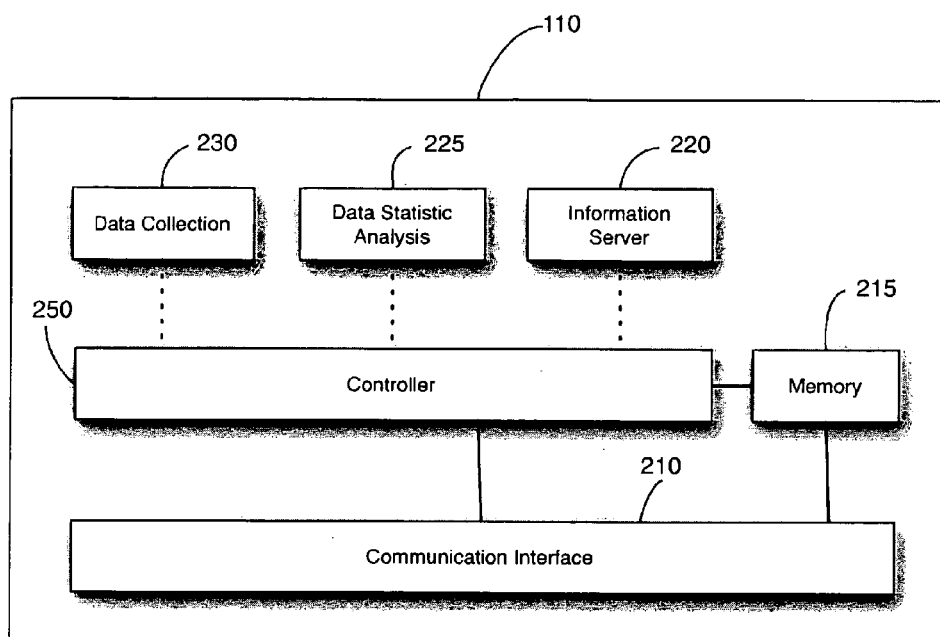 110
230
225
220
Data Collection
Data Statistic
Analysis
Information
Server
250
215
Controller
Memory
210
Communication Interface